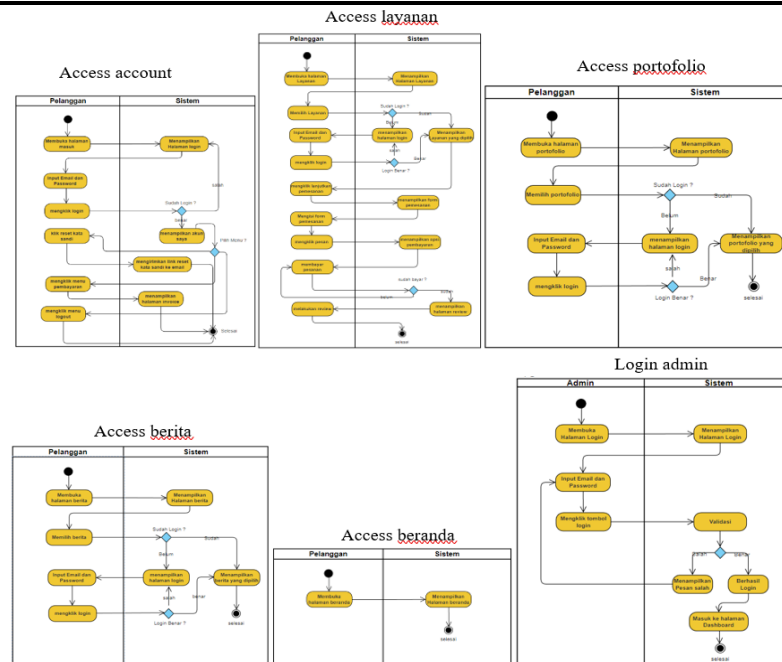 Access layanan
Pelanggan Sistem
Membuka halaman
Layanan
Menampilkan
Halaman Layanan
Memilih Layanan
Sudah Login ?
Sudah
Belum
Input Email dan
Password
menampilkan
halaman login
Menampilkan
Layanan yang dipilih
mengklik login
salah
Benar
Login Benar ?
mengklik lanjutkan
pemesanan
menampilkan form
pemesanan
Mengisi form
pemesanan
mengklik pesan
menampilkan opsi
pembayaran
membayar
pesanan
sudah bayar ?
sudah
Belum
melakukan review
menampilkan
halaman review
selesai
Access account
Pelanggan Sistem
Membuka halaman
masuk
Menampilkan
Halaman login
Input Email dan
Password
salah
mengklik login
Sudah Login ?
benar
klik reset kata
sandi
menampilkan akun
saya
Pilih Menu ?
mengirimkan link reset
kata sandi ke email
mengklik menu
pembayaran
menampilkan
halaman invoice
mengklik menu
logout
Selesai
Access portofolio
Pelanggan Sistem
Membuka halaman
portofolio
Menampilkan
Halaman portofolio
Memilih portofolio
Sudah Login ?
Sudah
Belum
Input Email dan
Password
menampilkan
halaman login
Menampilkan
portofolio yang
dipilih
salah
Benar
mengklik login
Login Benar ?
selesai
Login admin
Admin Sistem
Membuka
Halaman Login
Menampilkan
Halaman Login
Input Email dan
Password
Mengklik tombol
login
Validasi
salah
Benar
Menampilkan
Pesan salah
Berhasil
Login
Masuk ke halaman
Dashboard
selesai
Access berita
Pelanggan Sistem
Membuka
halaman berita
Menampilkan
Halaman berita
Memilih berita
Sudah Login ?
Sudah
Belum
Input Email dan
Password
menampilkan
halaman login
Menampilkan
berita yang dipilih
salah
benar
mengklik login
Login Benar ?
selesai
Access beranda
Pelanggan Sistem
Membuka
halaman beranda
Menampilkan
Halaman beranda
selesai